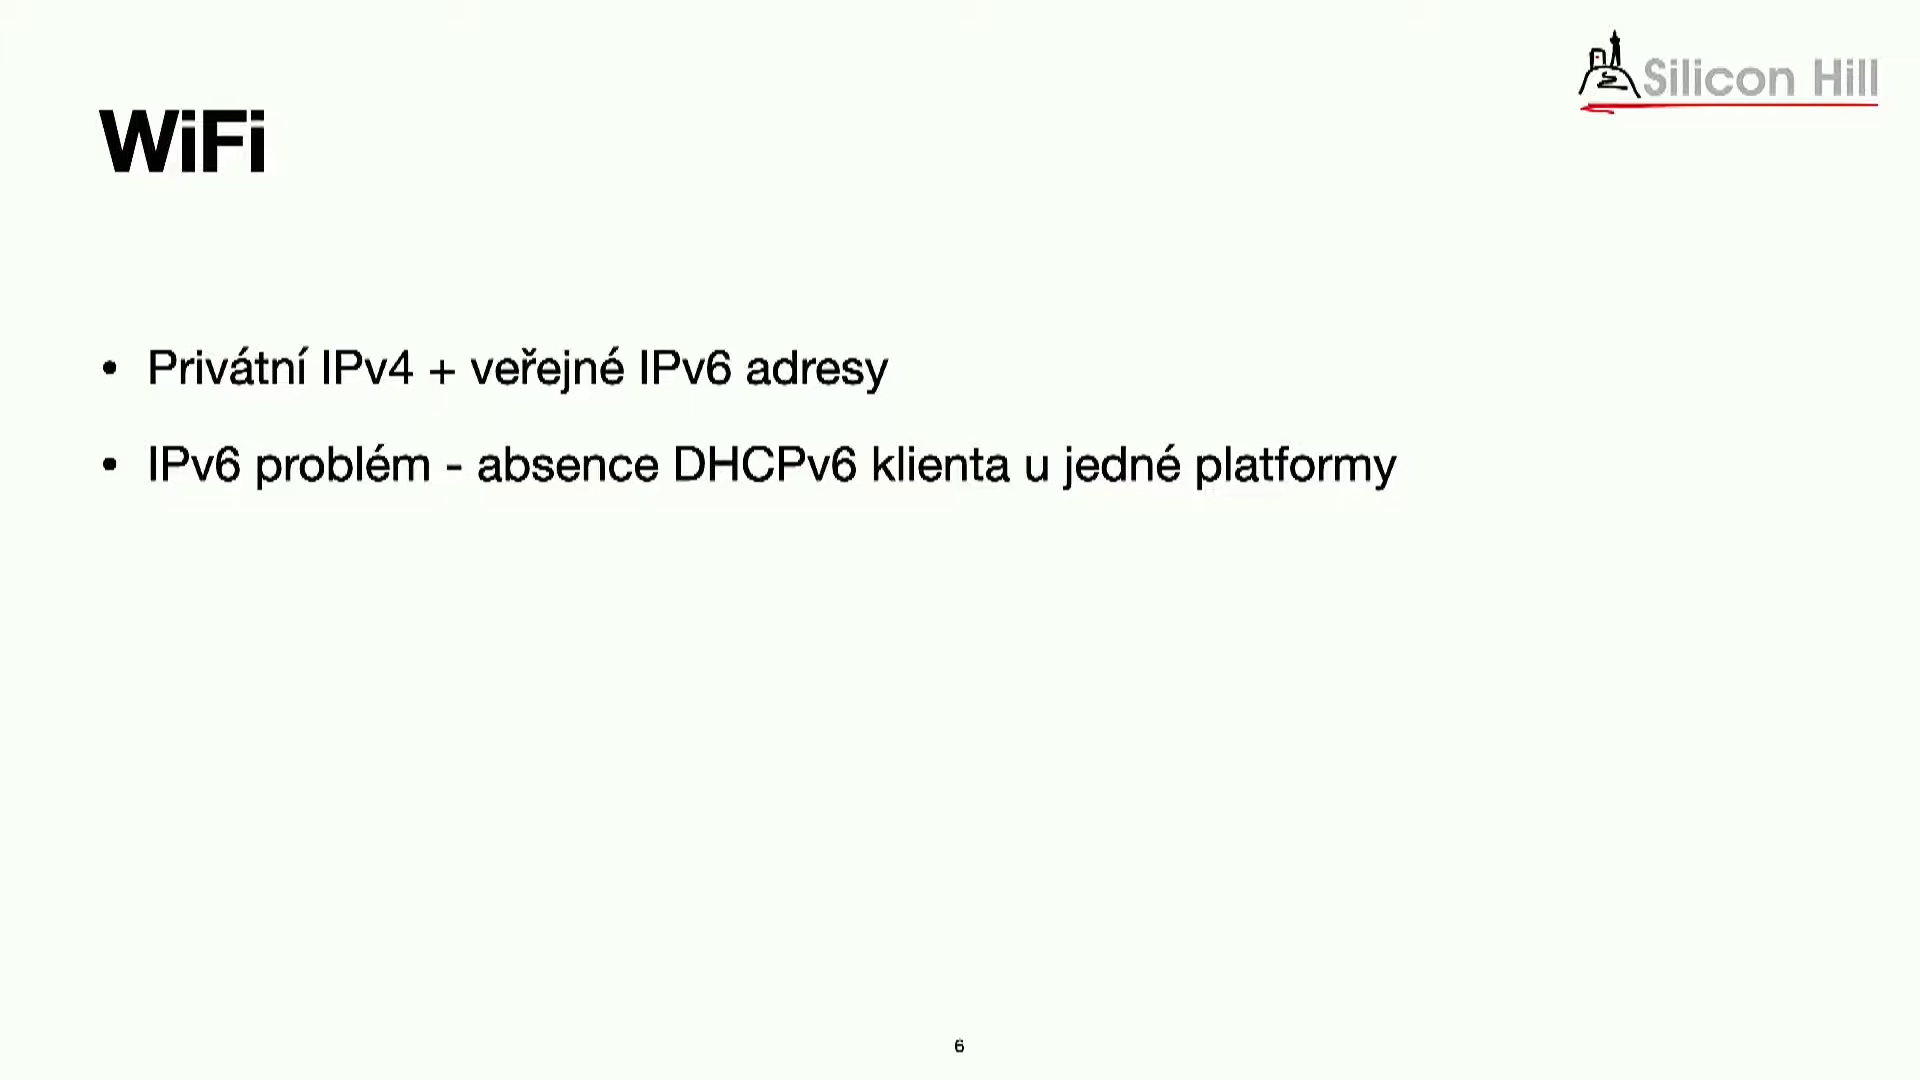 Silicon Hill
WiFi
• Privátní IPv4 + veřejné IPv6 adresy
• IPv6 problém - absence DHCPv6 klienta u jedné platformy
6